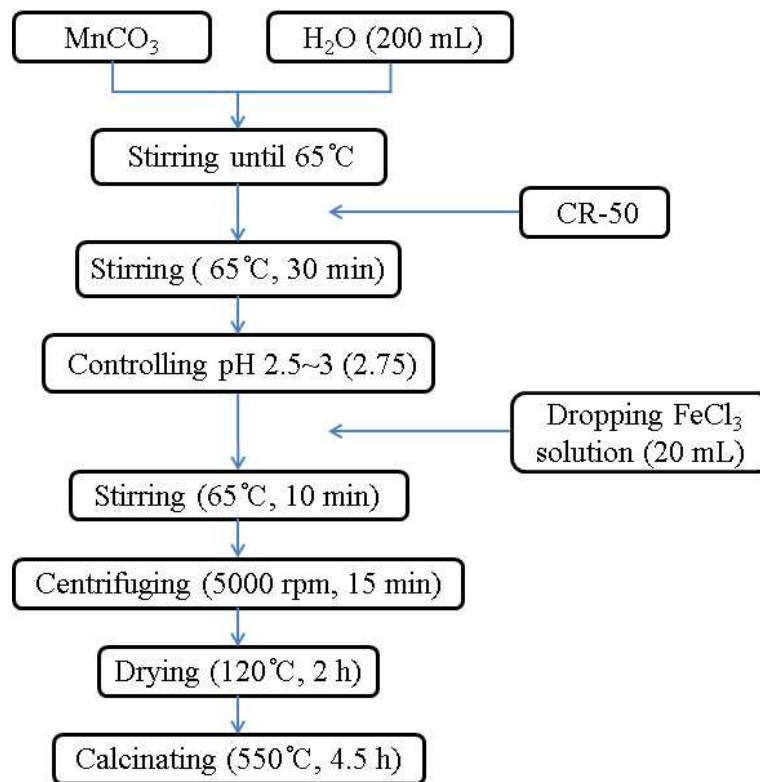 MnCO₃
H₂O (200 mL)
Stirring until 65℃
CR-50
Stirring ( 65℃, 30 min)
Controlling pH 2.5~3 (2.75)
Dropping FeCl₃
solution (20 mL)
Stirring (65℃, 10 min)
Centrifuging (5000 rpm, 15 min)
Drying (120℃, 2 h)
Calcinating (550℃, 4.5 h)